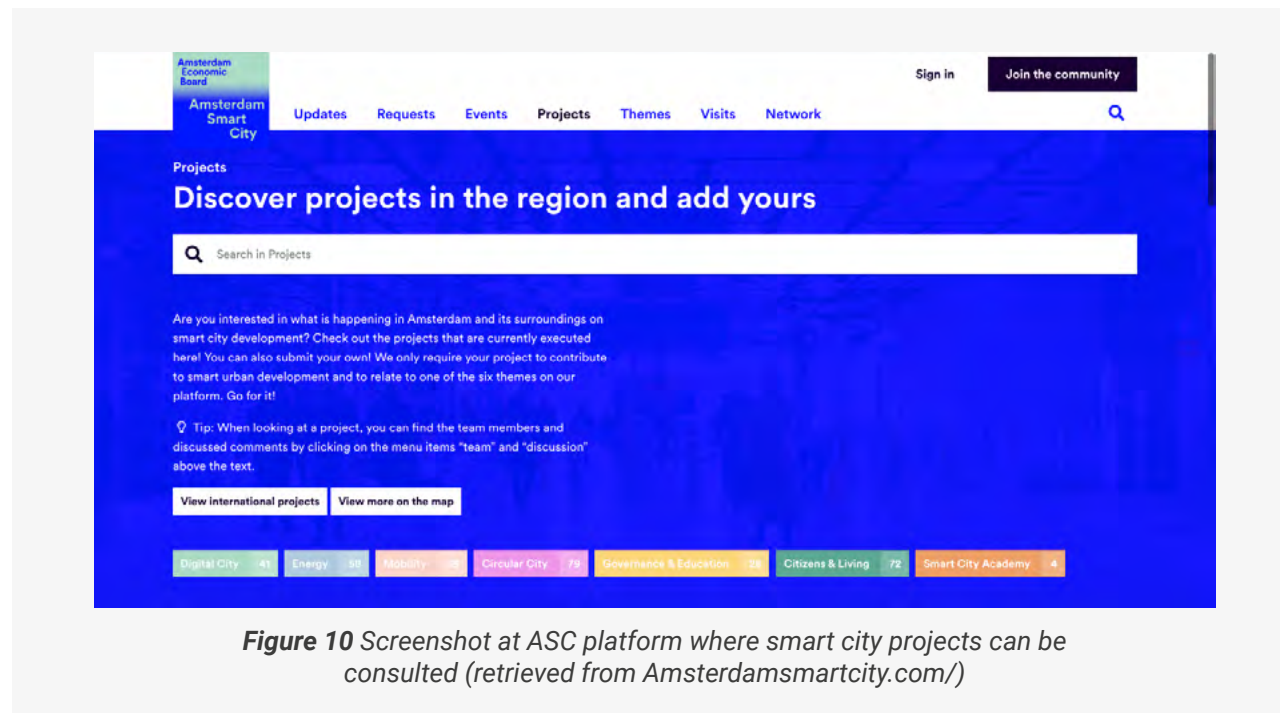 Amsterdam
Economic
Board
Amsterdam
Smart
City
Sign in
Join the community
Updates
Requests
Events
Projects
Themes
Visits
Network
Projects
Discover projects in the region and add yours
Search in Projects
Are you interested in what is happening in Amsterdam and its surroundings on
smart city development? Check out the projects that are currently executed
here! You can also submit your own! We only require your project to contribute
to smart urban development and to relate to one of the six themes on our
platform. Go for it!
Tip: When looking at a project, you can find the team members and
discussed comments by clicking on the menu items “team” and “discussion”
above the text.
View international projects
View more on the map
Digital City 41
Energy
Mobility
Circular City 79
Governance & Education
Citizens & Living 72
Smart City Academy 4
Figure 10 Screenshot at ASC platform where smart city projects can be
consulted (retrieved from Amsterdamsmartcity.com/)